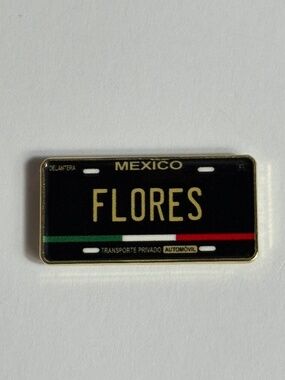 DELANTERA
MEXICO
FLORES
TRANSPORTE PRIVADO AUTOMÓVIL